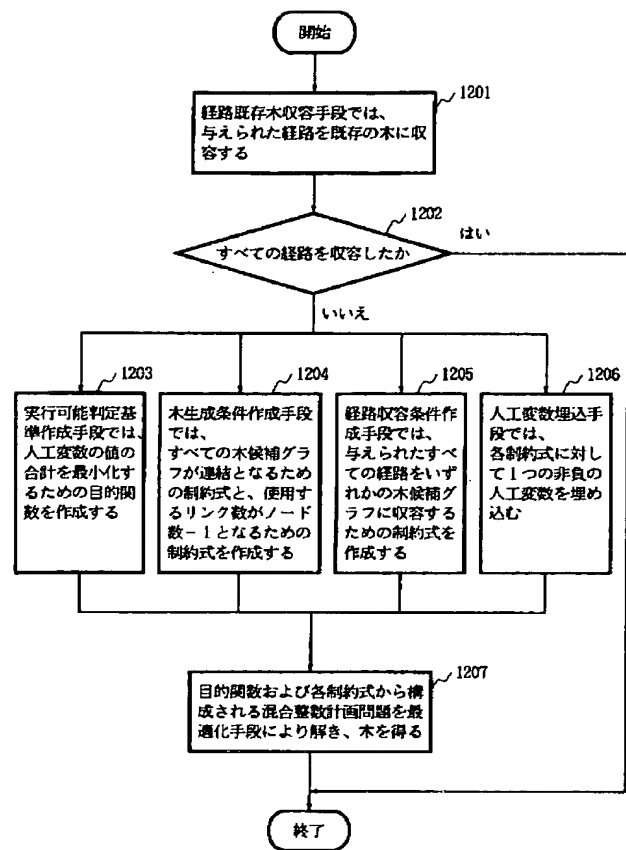 開始
1201
経路既存木収容手段では、
与えられた経路を既存の木に収
容する
1202
すべての経路を収容したか
はい
いいえ
1203
実行可能判定基
準作成手段では、
人工変数の値の
合計を最小化す
るための目的関
数を作成する
1204
木生成条件作成手段
では、
すべての木候補グラ
フが連結となるため
の制約式と、使用す
るリンク数がノード
数-1となるための
制約式を作成する
1205
経路収容条件作
成手段では、
与えられたすべ
ての経路をいず
れかの木候補グ
ラフに収容する
ための制約式を
作成する
1206
人工変数埋込手
段では、
各制約式に対し
て1つの非負の
人工変数を埋め
込む
1207
目的関数および各制約式から構
成される混合整数計画問題を最
適化手段により解き、木を得る
終了